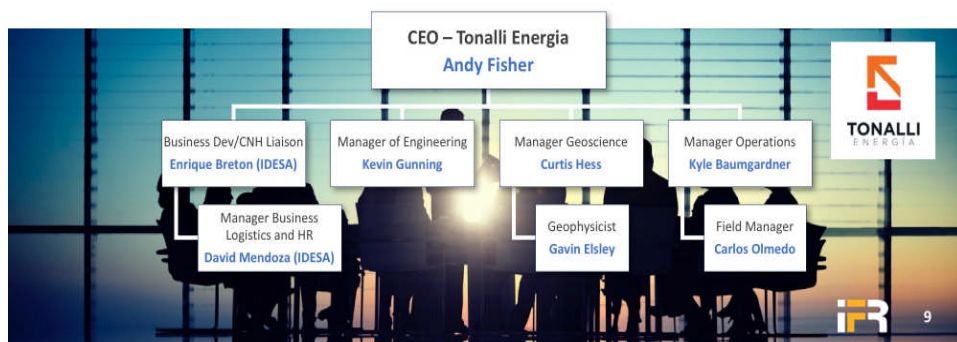 CEO – Tonalli Energia
Andy Fisher
Business Dev/CNH Liaison
Enrique Breton (IDESA)
Manager of Engineering
Kevin Gunning
Manager Geoscience
Curtis Hess
Manager Operations
Kyle Baumgardner
TONALLI
ENERGÍA
Manager Business
Logistics and HR
David Mendoza (IDESA)
Geophysicist
Gavin Elsley
Field Manager
Carlos Olmedo
iFR
9